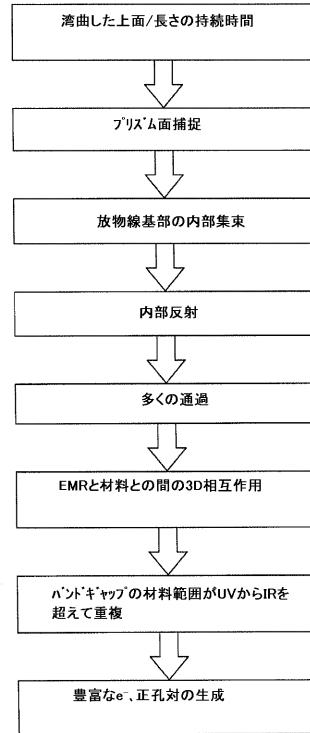 湾曲した上面/長さの持続時間
プリズム面捕捉
放物線基部の内部集束
内部反射
多くの通過
EMRと材料との間の3D相互作用
バンドギャップの材料範囲がUVからIRを
超えて重複
豊富なe⁻、正孔対の生成